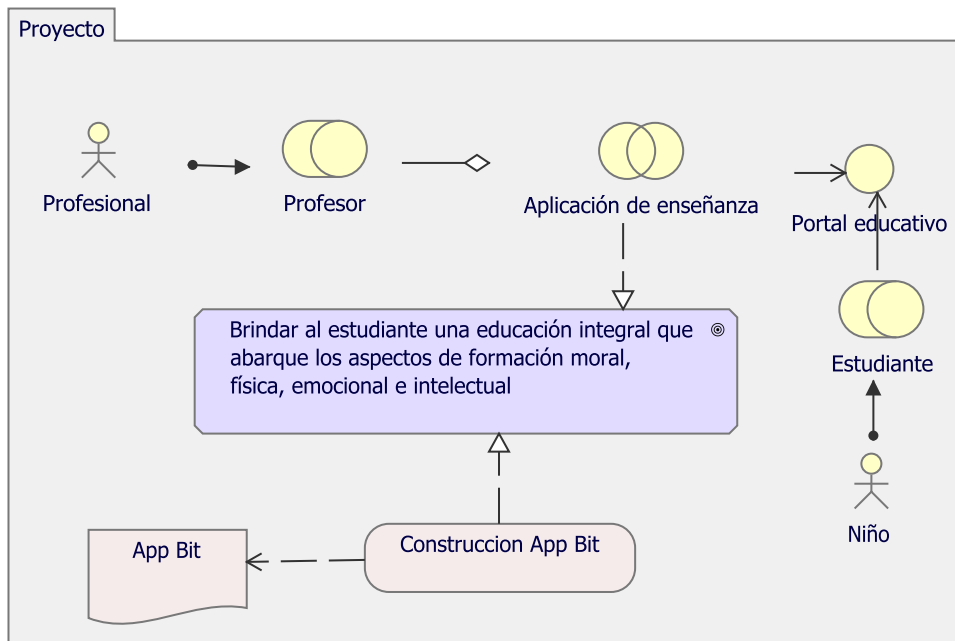 Proyecto
Profesional
Profesor
Aplicación de enseñanza
Portal educativo
Brindar al estudiante una educación integral que
abarque los aspectos de formación moral,
física, emocional e intelectual
Estudiante
Niño
App Bit
Construccion App Bit